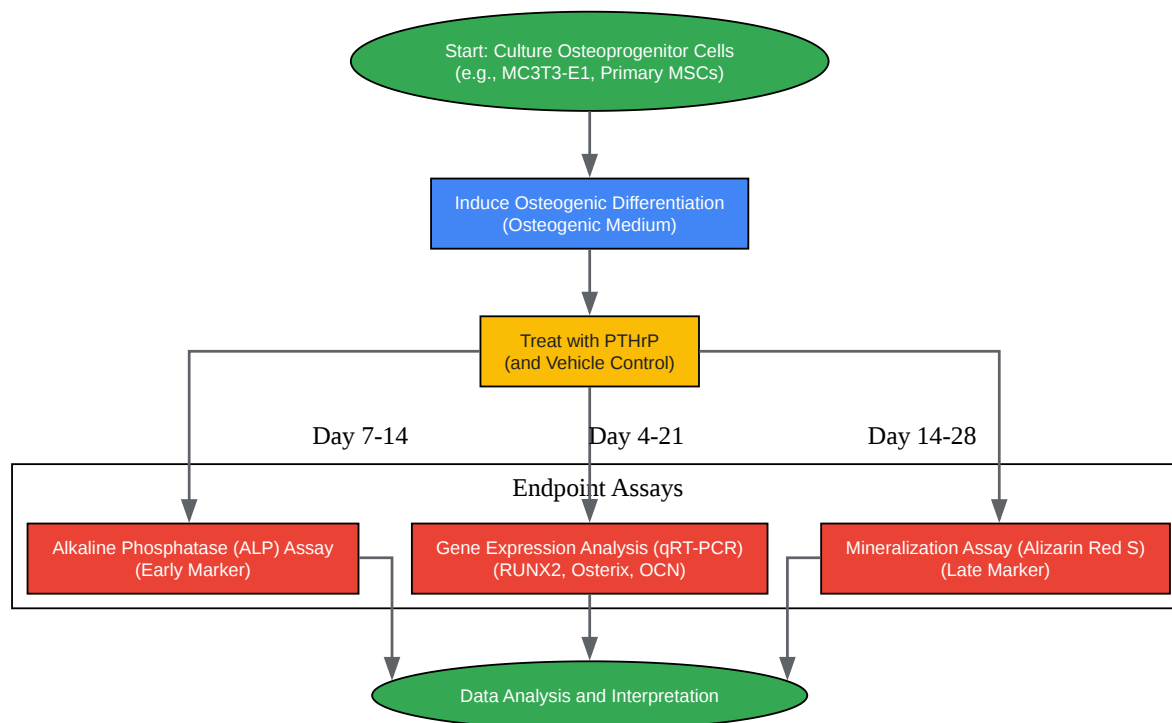 Start: Culture Osteoprogenitor Cells
(e.g., MC3T3-E1, Primary MSCs)
Induce Osteogenic Differentiation
(Osteogenic Medium)
Treat with PTHrP
(and Vehicle Control)
Day 7-14
Day 4-21
Day 14-28
Endpoint Assays
Alkaline Phosphatase (ALP) Assay
(Early Marker)
Gene Expression Analysis (qRT-PCR)
(RUNX2, Osterix, OCN)
Mineralization Assay (Alizarin Red S)
(Late Marker)
Data Analysis and Interpretation